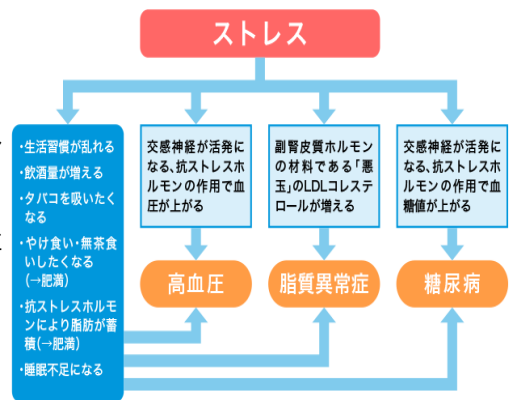 ストレス
・生活習慣が乱れる
・飲酒量が増える
・タバコを吸いたく
なる
・やけ食い・無茶食
いしたくなる
(→肥満)
・抗ストレスホルモ
ンにより脂肪が蓄
積(→肥満)
・睡眠不足になる
交感神経が活発に
なる、抗ストレスホ
ルモンの作用で血
圧が上がる
高血圧
副腎皮質ホルモン
の材料である「悪
玉」のLDLコレステ
ロールが増える
脂質異常症
交感神経が活発に
なる、抗ストレスホ
ルモンの作用で血
糖値が上がる
糖尿病